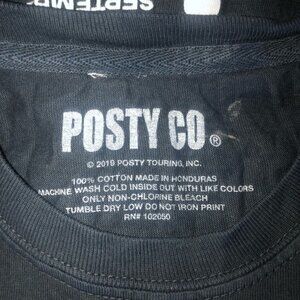 POSTY CO®
© 2019 POSTY TOURING, INC.
100% COTTON MADE IN HONDURAS
MACHINE WASH COLD INSIDE OUT WITH LIKE COLORS
ONLY NON-CHLORINE BLEACH
TUMBLE DRY LOW DO NOT IRON PRINT
RN# 102050